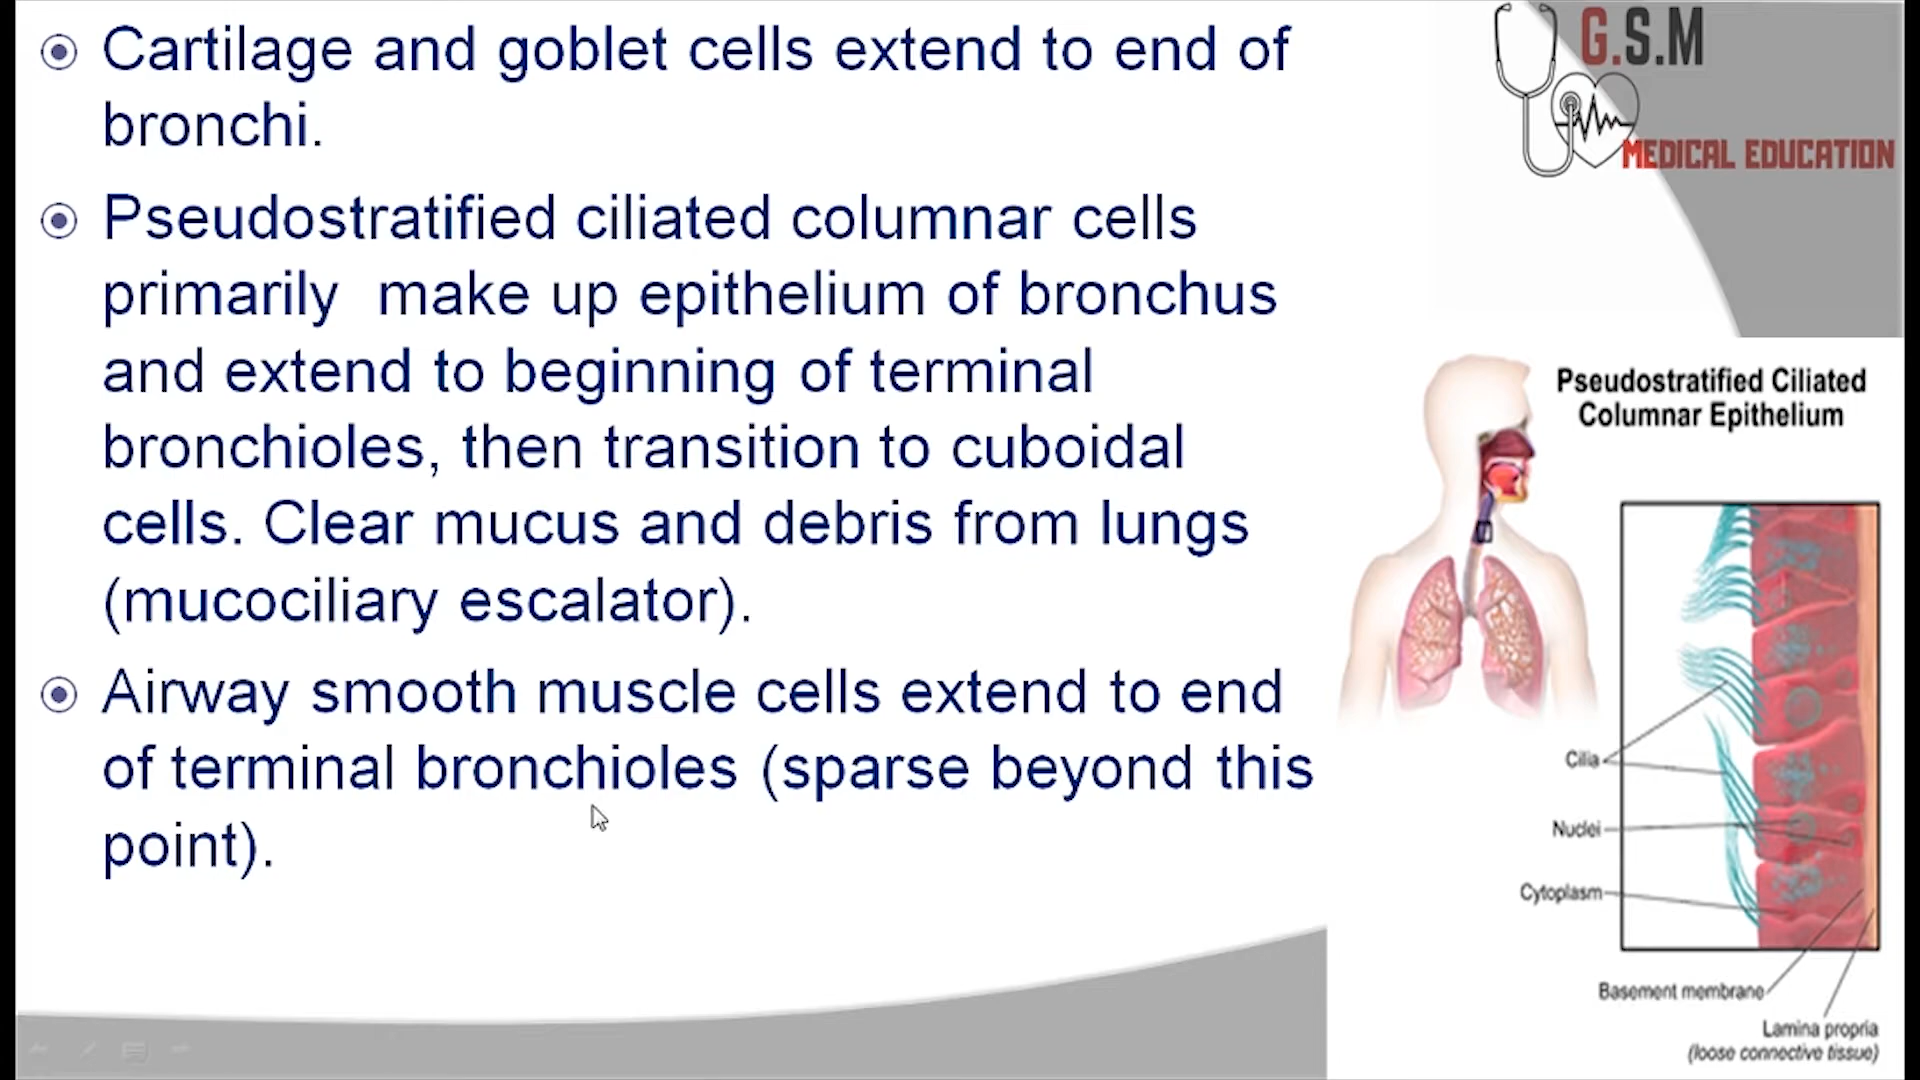 Cartilage and goblet cells extend to end of
bronchi.
Pseudostratified ciliated columnar cells
primarily make up epithelium of bronchus
and extend to beginning of terminal
bronchioles, then transition to cuboidal
cells. Clear mucus and debris from lungs
(mucociliary escalator).
Airway smooth muscle cells extend to end
of terminal bronchioles (sparse beyond this
point).
G.S.M
MEDICAL EDUCATION
Pseudostratified Ciliated
Columnar Epithelium
Cilia
Nuclei
Cytoplasm
Basement membrane
Lamina propria
(loose connective tissue)